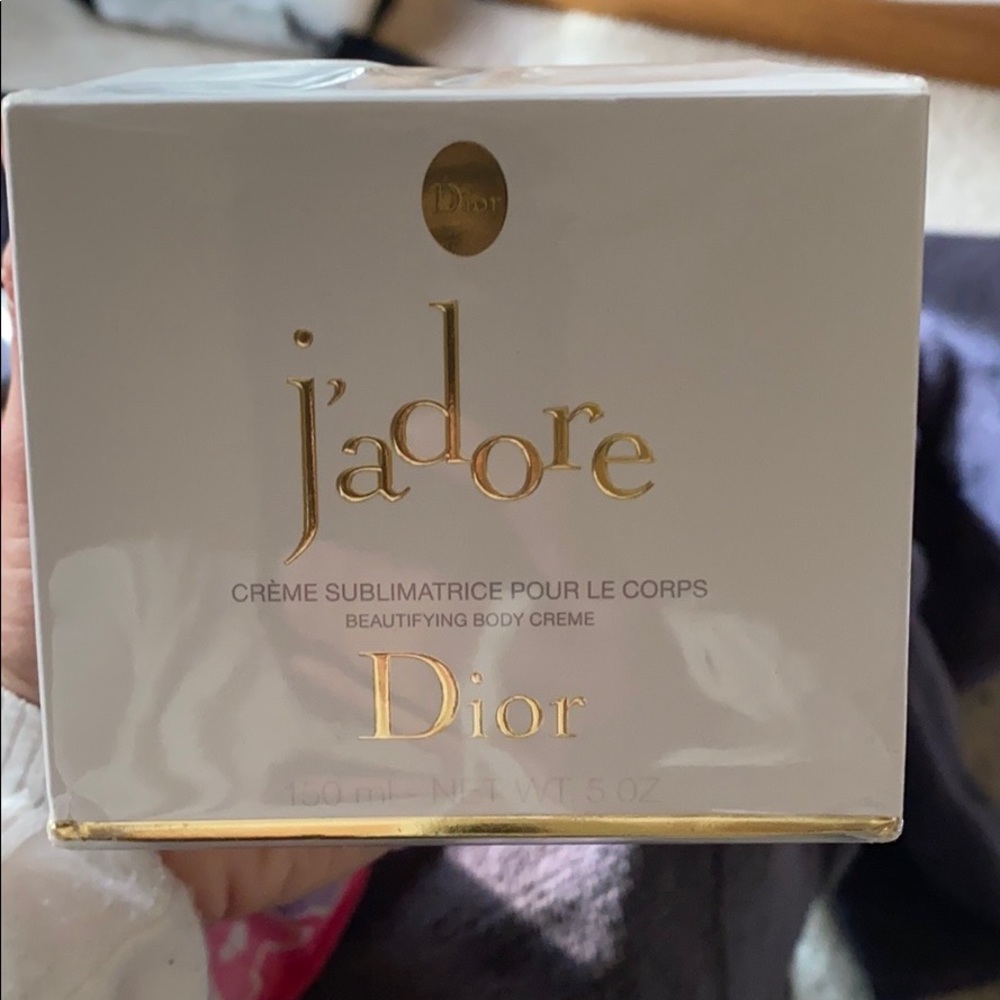 Dior
j'adore
CRÈME SUBLIMATRICE POUR LE CORPS
BEAUTIFYING BODY CREME
Dior
150 ml - NET WT. 5 OZ